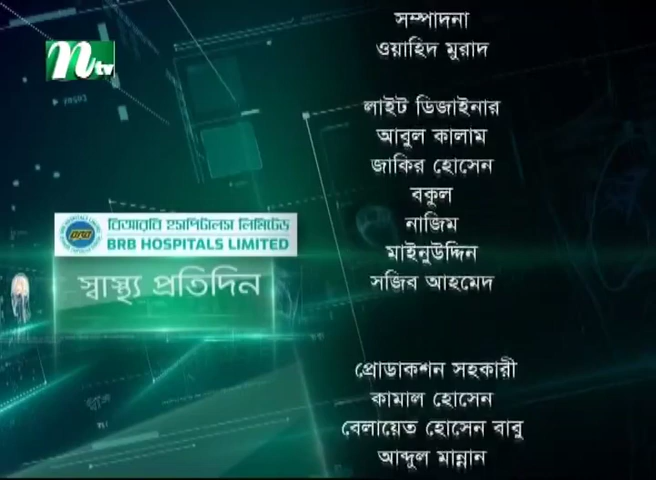 ntv
সম্পাদনা
ওয়াহিদ মুরাদ
লাইট ডিজাইনার
আবুল কালাম
জাকির হোসেন
বকুল
নাজিম
মাইনুউদ্দিন
সজিব আহমেদ
বিআরবি হসপিটালস লিমিটেড
BRB HOSPITALS LIMITED
স্বাস্থ্য প্রতিদিন
প্রোডাকশন সহকারী
কামাল হোসেন
বেলায়েত হোসেন বাবু
আব্দুল মান্নান